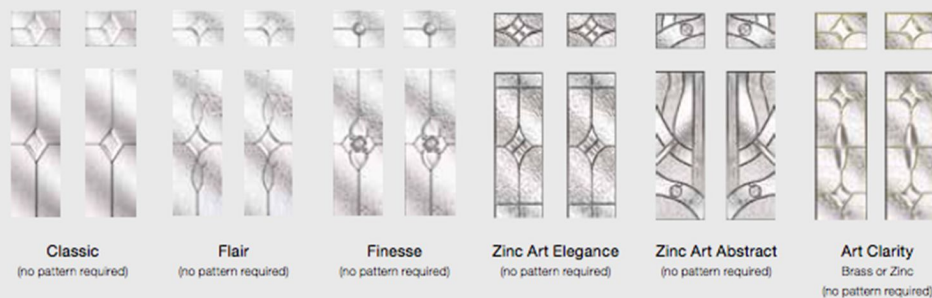 Classic
(no pattern required)
Flair
(no pattern required)
Finesse
(no pattern required)
Zinc Art Elegance
(no pattern required)
Zinc Art Abstract
(no pattern required)
Art Clarity
Brass or Zinc
(no pattern required)